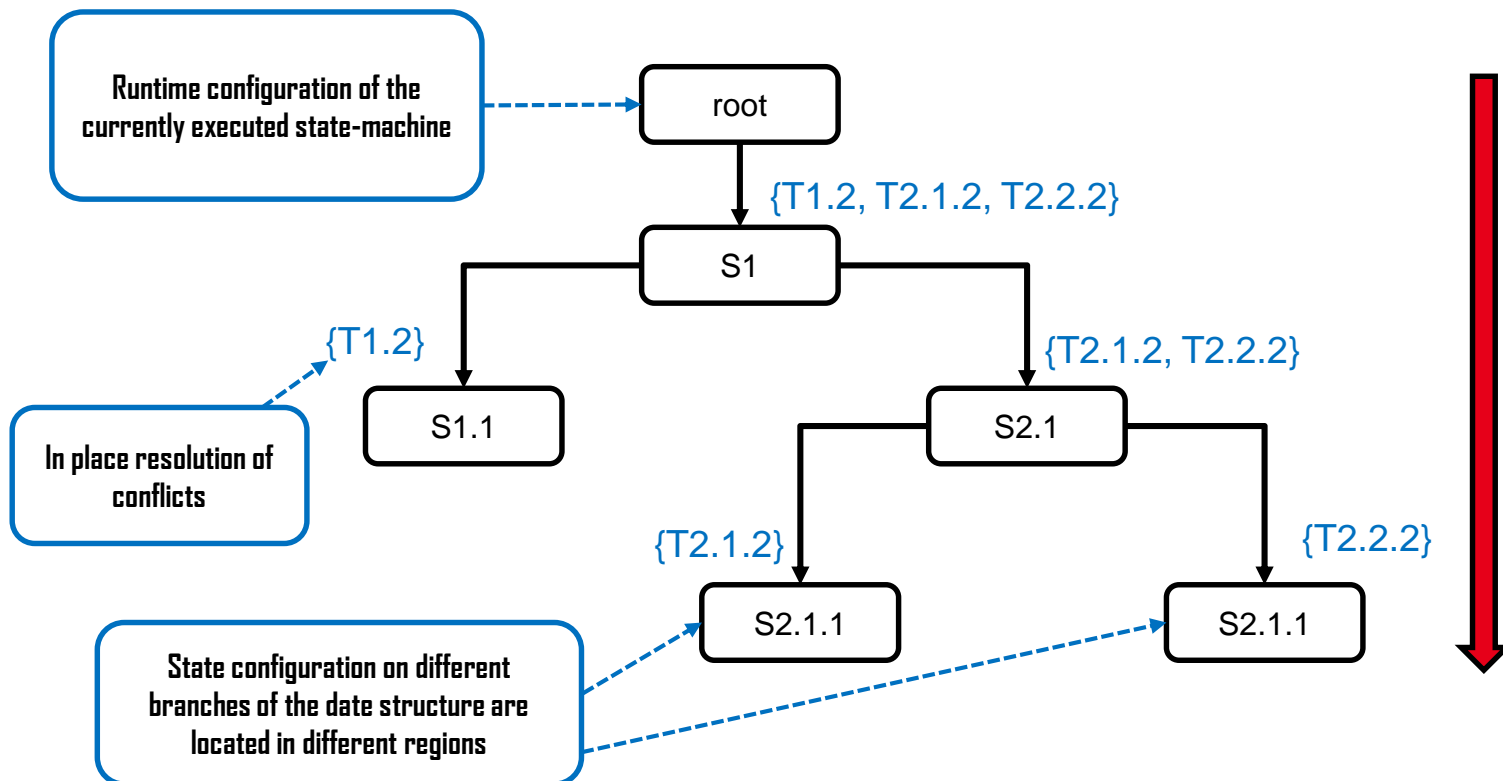 Runtime configuration of the
currently executed state-machine
root
{T1.2, T2.1.2, T2.2.2}
S1
{T1.2}
{T2.1.2, T2.2.2}
S1.1
S2.1
In place resolution of
conflicts
{T2.1.2}
{T2.2.2}
S2.1.1
S2.1.1
State configuration on different
branches of the date structure are
located in different regions